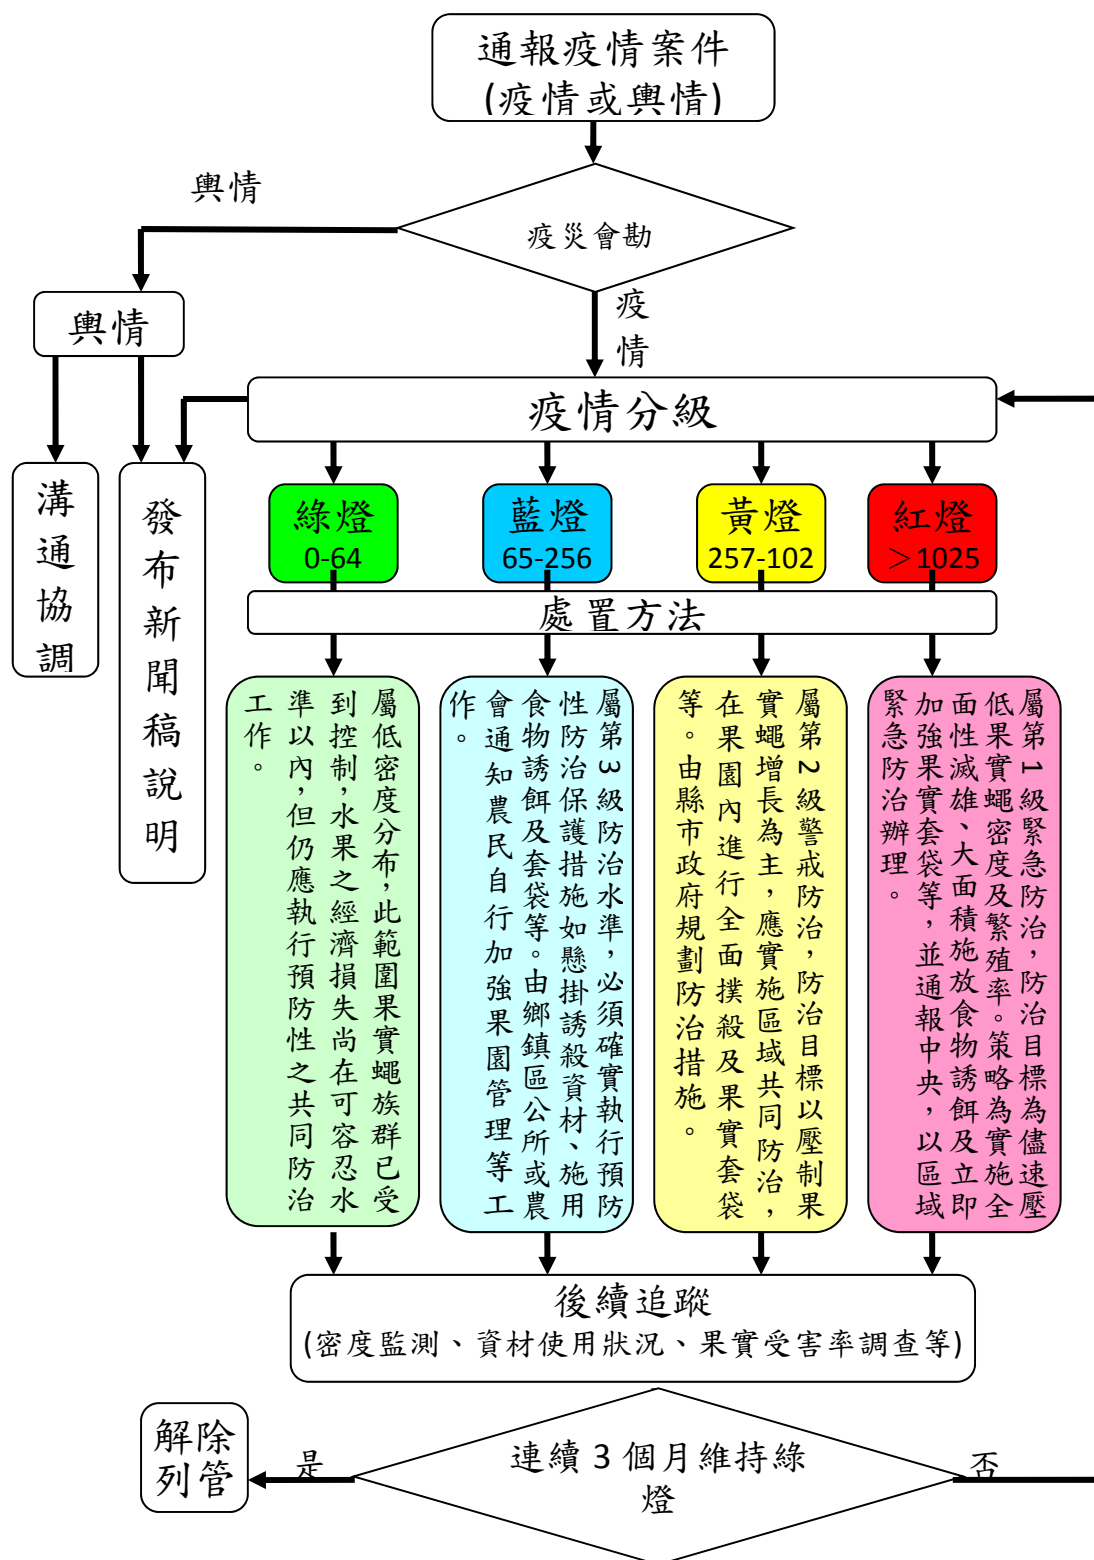 通報疫情案件
(疫情或輿情)
輿情
疫災會勘
疫
情
輿情
疫情分級
溝通協調
發布新聞稿說明
綠燈
0-64
藍燈
65-256
黃燈
257-102
紅燈
＞1025
處置方法
屬低密度分布，此範圍果實蠅族群已受
到控制，水果之經濟損失尚在可容忍水
準以內，但仍應執行預防性之共同防治
工作。
屬第3級防治水準，必須確實執行預防
性防治保護措施如懸掛誘殺資材、施用
食物誘餌及套袋等。由鄉鎮區公所或農
會通知農民自行加強果園管理等工
作。
屬第2級警戒防治，防治目標以壓制果
實蠅增長為主，應實施區域共同防治，
在果園內進行全面撲殺及果實套袋
等。由縣市政府規劃防治措施。
屬第1級緊急防治，防治目標為儘速壓
低果實蠅密度及繁殖率。策略為實施全
面性滅雄、大面積施放食物誘餌及立即
加強果實套袋等，並通報中央，以區域
緊急防治辦理。
後續追蹤
(密度監測、資材使用狀況、果實受害率調查等)
解除
列管
是
連續 3 個月維持綠
燈
否